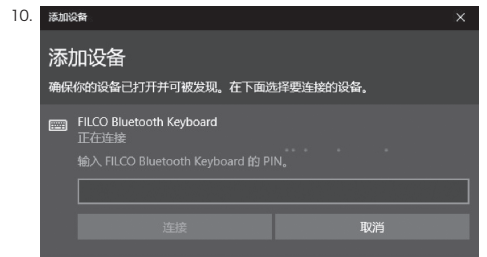 10.
添加设备
添加设备
确保你的设备已打开并可被发现。在下面选择要连接的设备。
FILCO Bluetooth Keyboard
正在连接
输入 FILCO Bluetooth Keyboard 的 PIN。
连接
取消